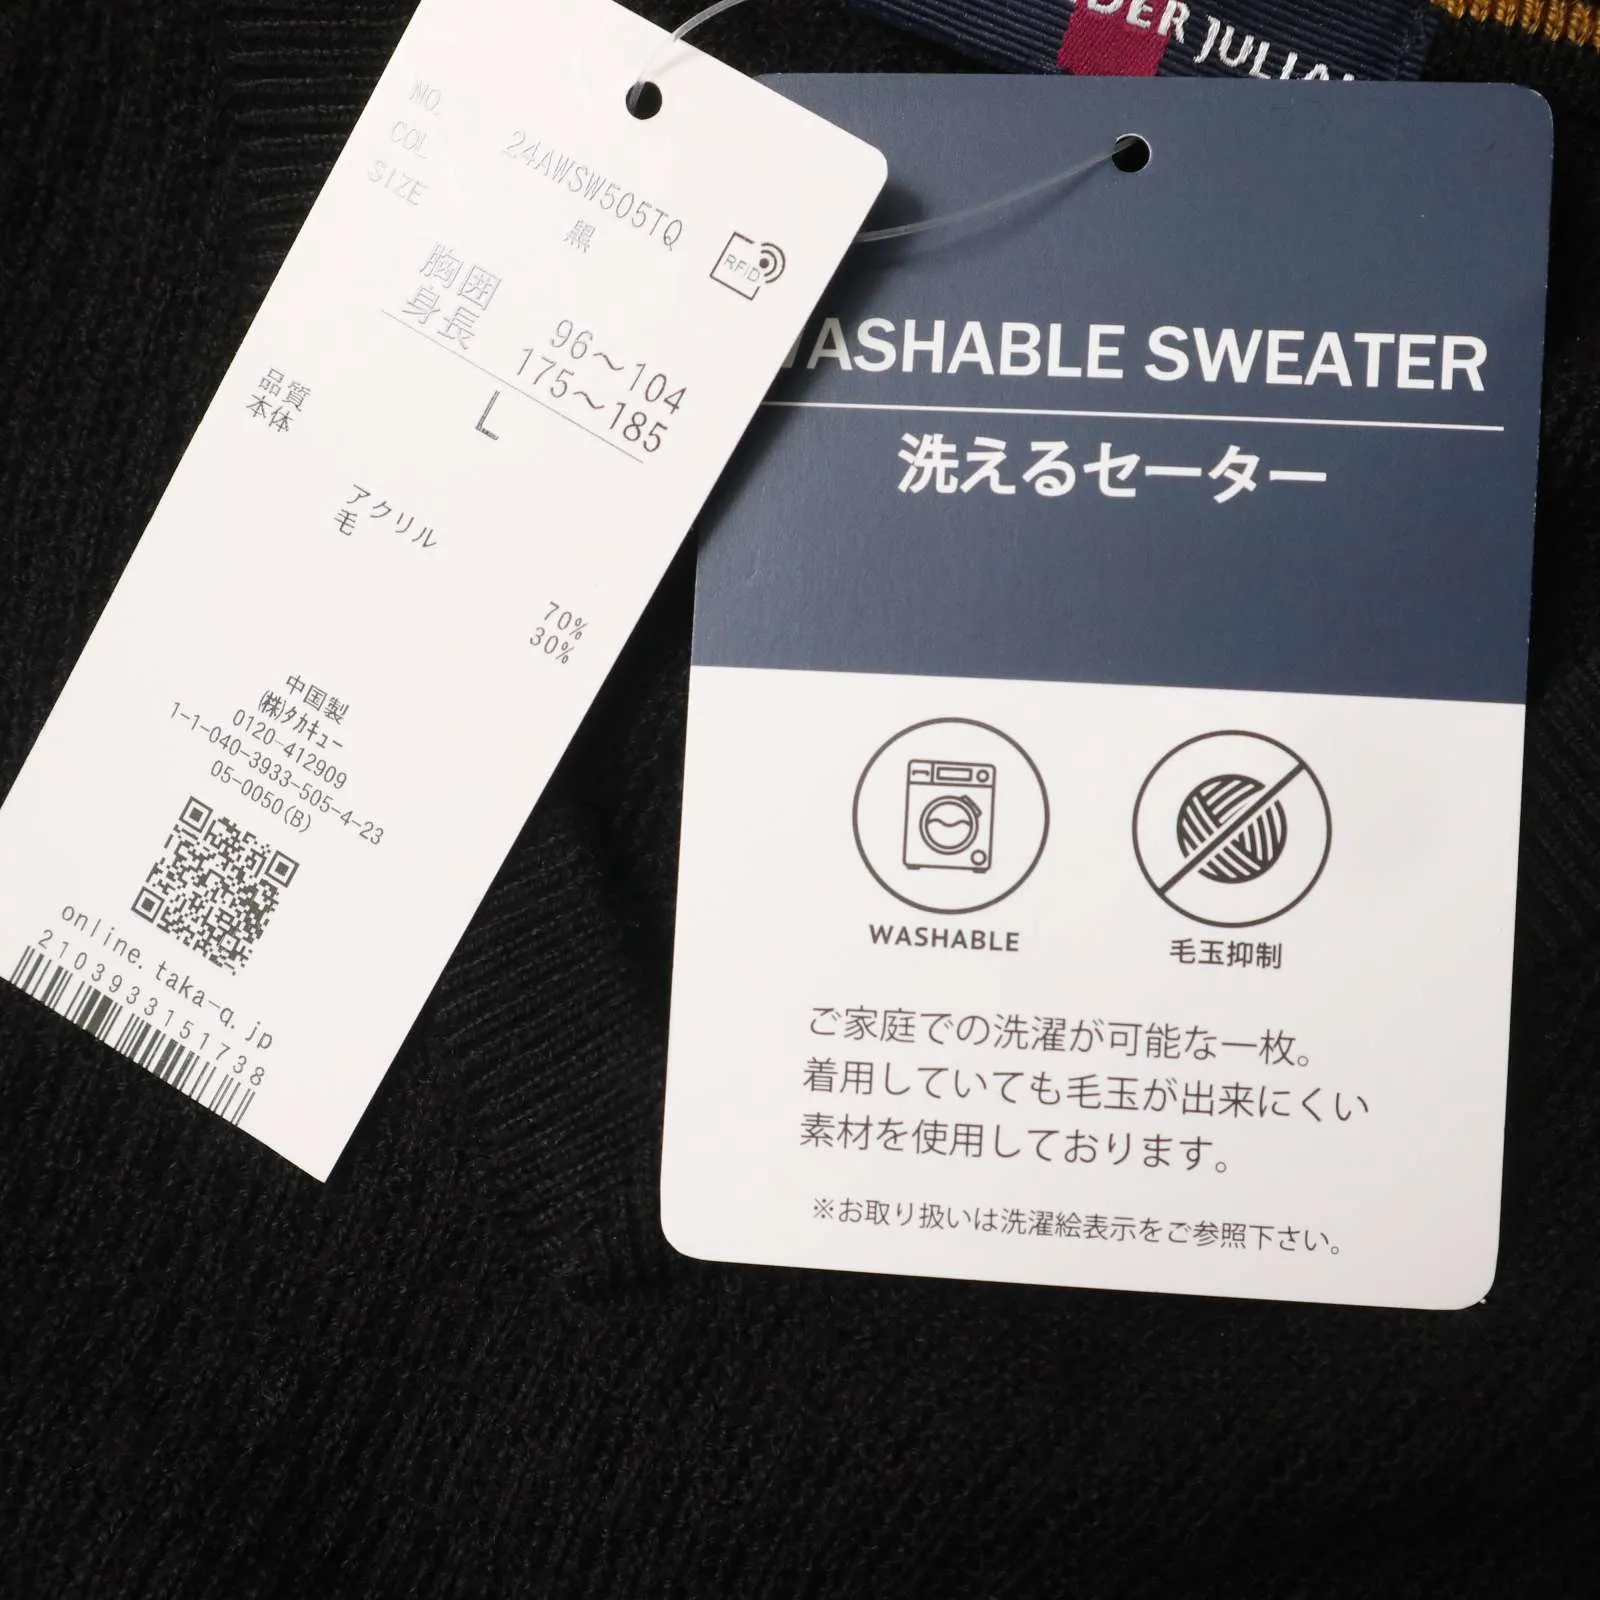 DER JULIA
NO. 24AWSW505TQ
COL 黒
SIZE
RFID
胸囲 96～104
身長 175～185
L
品質
本体
アクリル 70%
毛 30%
中国製
(株)タカキュー
0120-412909
1-1-040-3933-505-4-23
05-0050(B)
online.taka-q.jp
2103933151738
WASHABLE SWEATER
洗えるセーター
WASHABLE
毛玉抑制
ご家庭での洗濯が可能な一枚。
着用していても毛玉が出来にくい
素材を使用しております。
※お取り扱いは洗濯絵表示をご参照下さい。